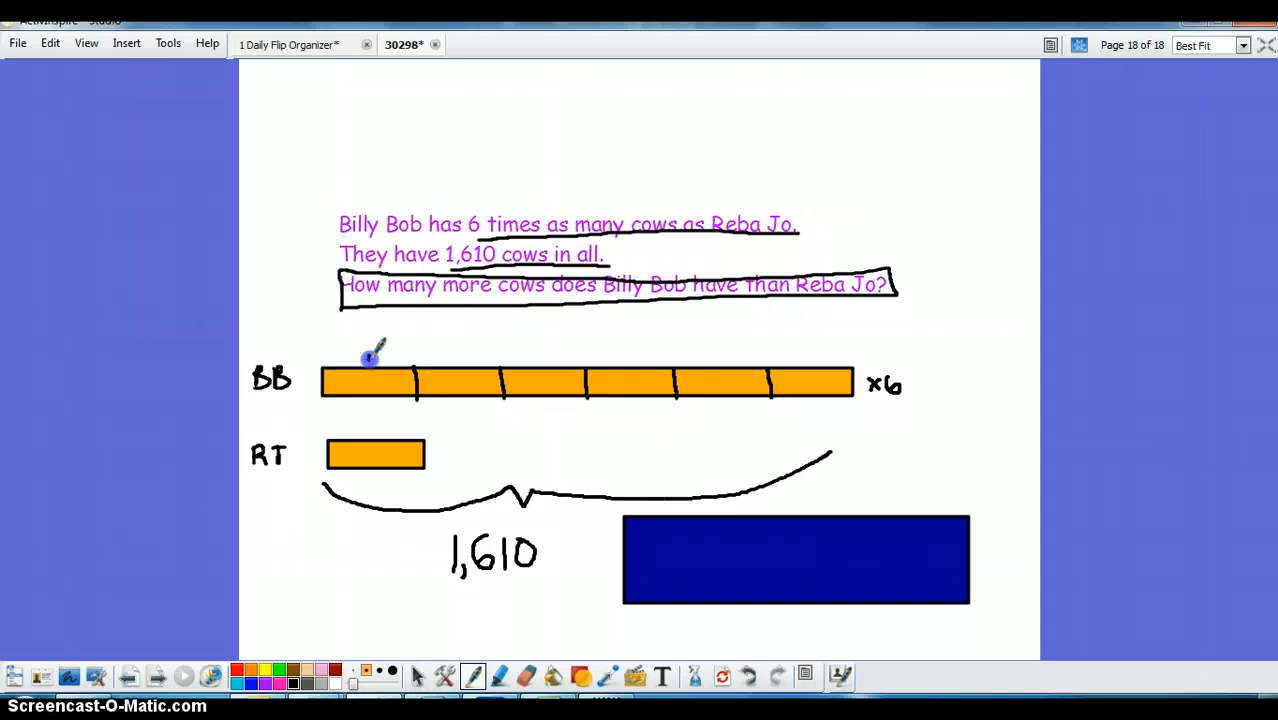 ActivInspire - Studio
File Edit View Insert Tools Help 1 Daily Flip Organizer* 30298* Page 18 of 18 Best Fit
Billy Bob has 6 times as many cows as Reba Jo.
They have 1,610 cows in all.
How many more cows does Billy Bob have than Reba Jo?
BB x6
RT
1,610
T
Screencast-O-Matic.com